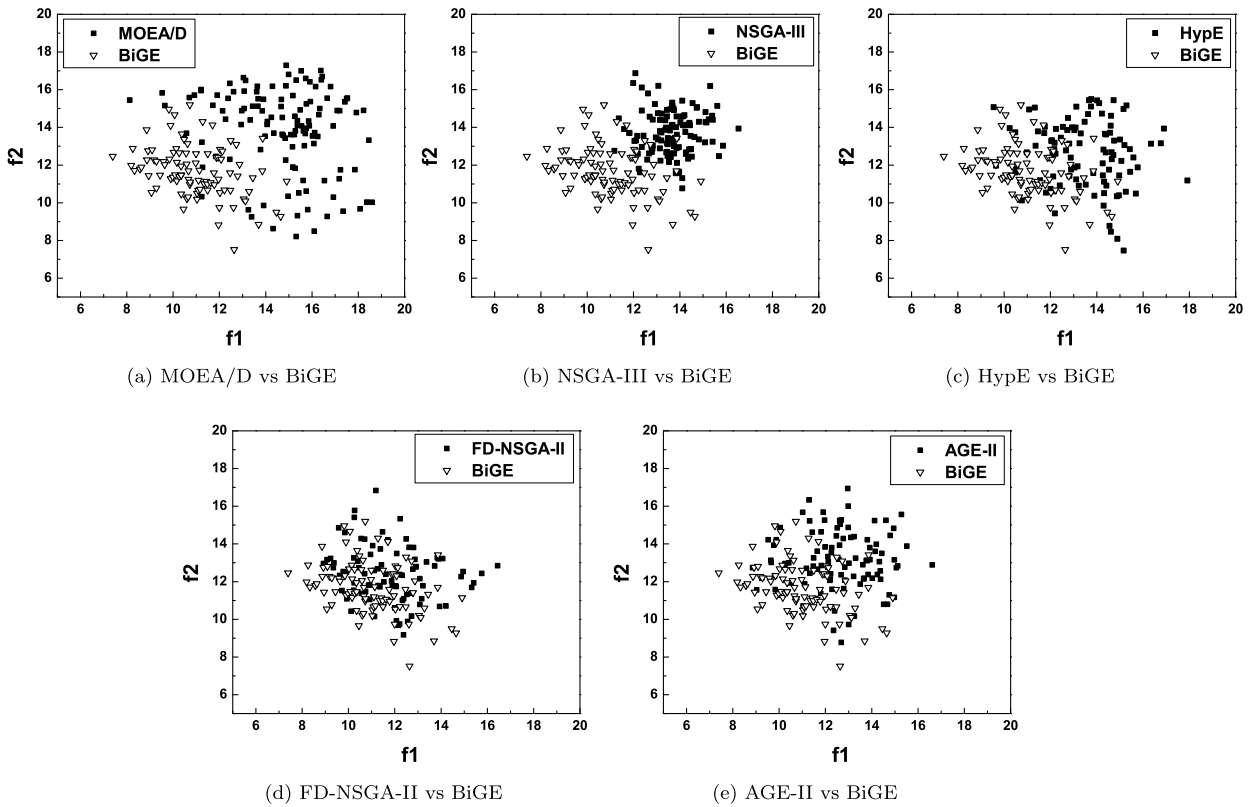 MOEA/D
BiGE
f2
20
18
16
14
12
10
8
6
6 8 10 12 14 16 18 20
f1
(a) MOEA/D vs BiGE
NSGA-III
BiGE
f2
20
18
16
14
12
10
8
6
6 8 10 12 14 16 18 20
f1
(b) NSGA-III vs BiGE
HypE
BiGE
f2
20
18
16
14
12
10
8
6
6 8 10 12 14 16 18 20
f1
(c) HypE vs BiGE
FD-NSGA-II
BiGE
f2
20
18
16
14
12
10
8
6
6 8 10 12 14 16 18 20
f1
(d) FD-NSGA-II vs BiGE
AGE-II
BiGE
f2
20
18
16
14
12
10
8
6
6 8 10 12 14 16 18 20
f1
(e) AGE-II vs BiGE